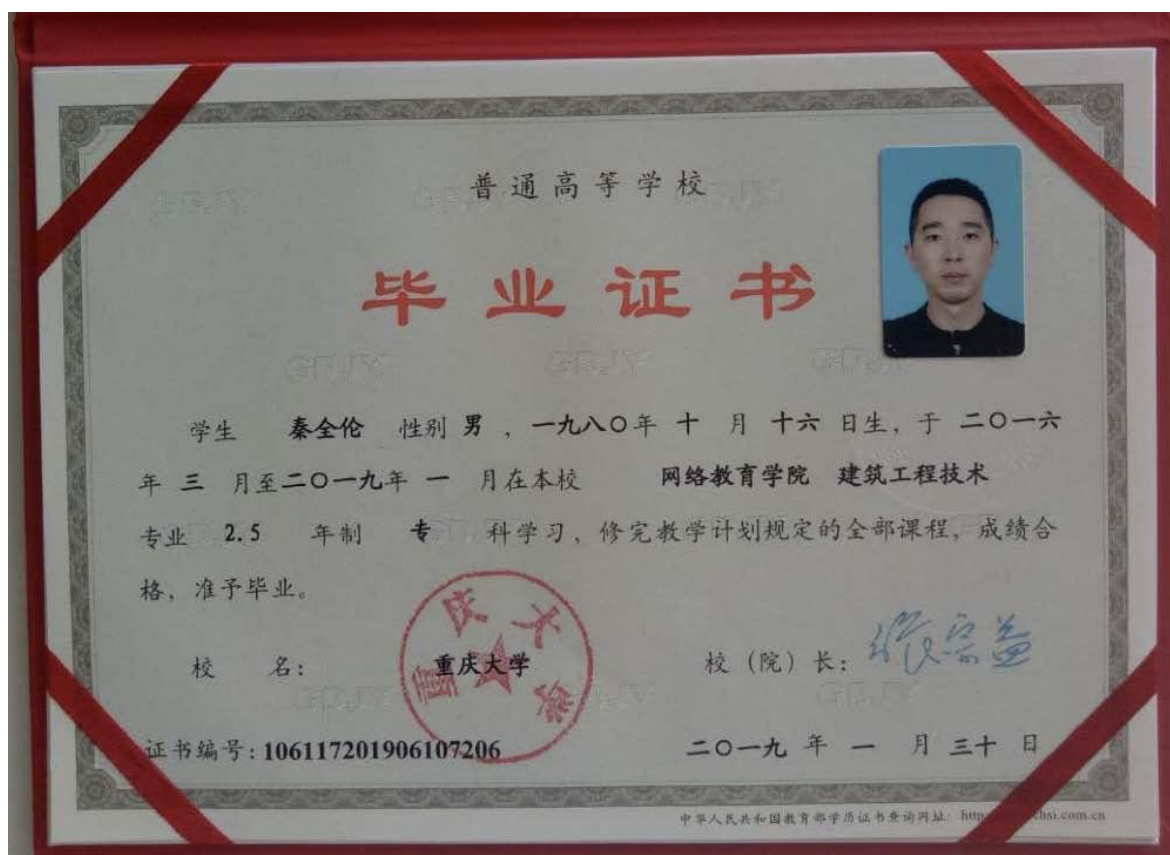 普通高等学校
毕业证书
学生 秦全伦 性别 男 ，一九八〇年 十 月 十六 日生，于 二〇一六
年 三 月至二〇一九年 一 月在本校 网络教育学院 建筑工程技术
专业 2.5 年制 专 科学习，修完教学计划规定的全部课程，成绩合
格，准予毕业。
校 名： 重庆大学 校（院）长： 张宗益
重庆大学
证书编号：106117201906107206 二〇一九 年 一 月 三十 日
中华人民共和国教育部学历证书查询网址：